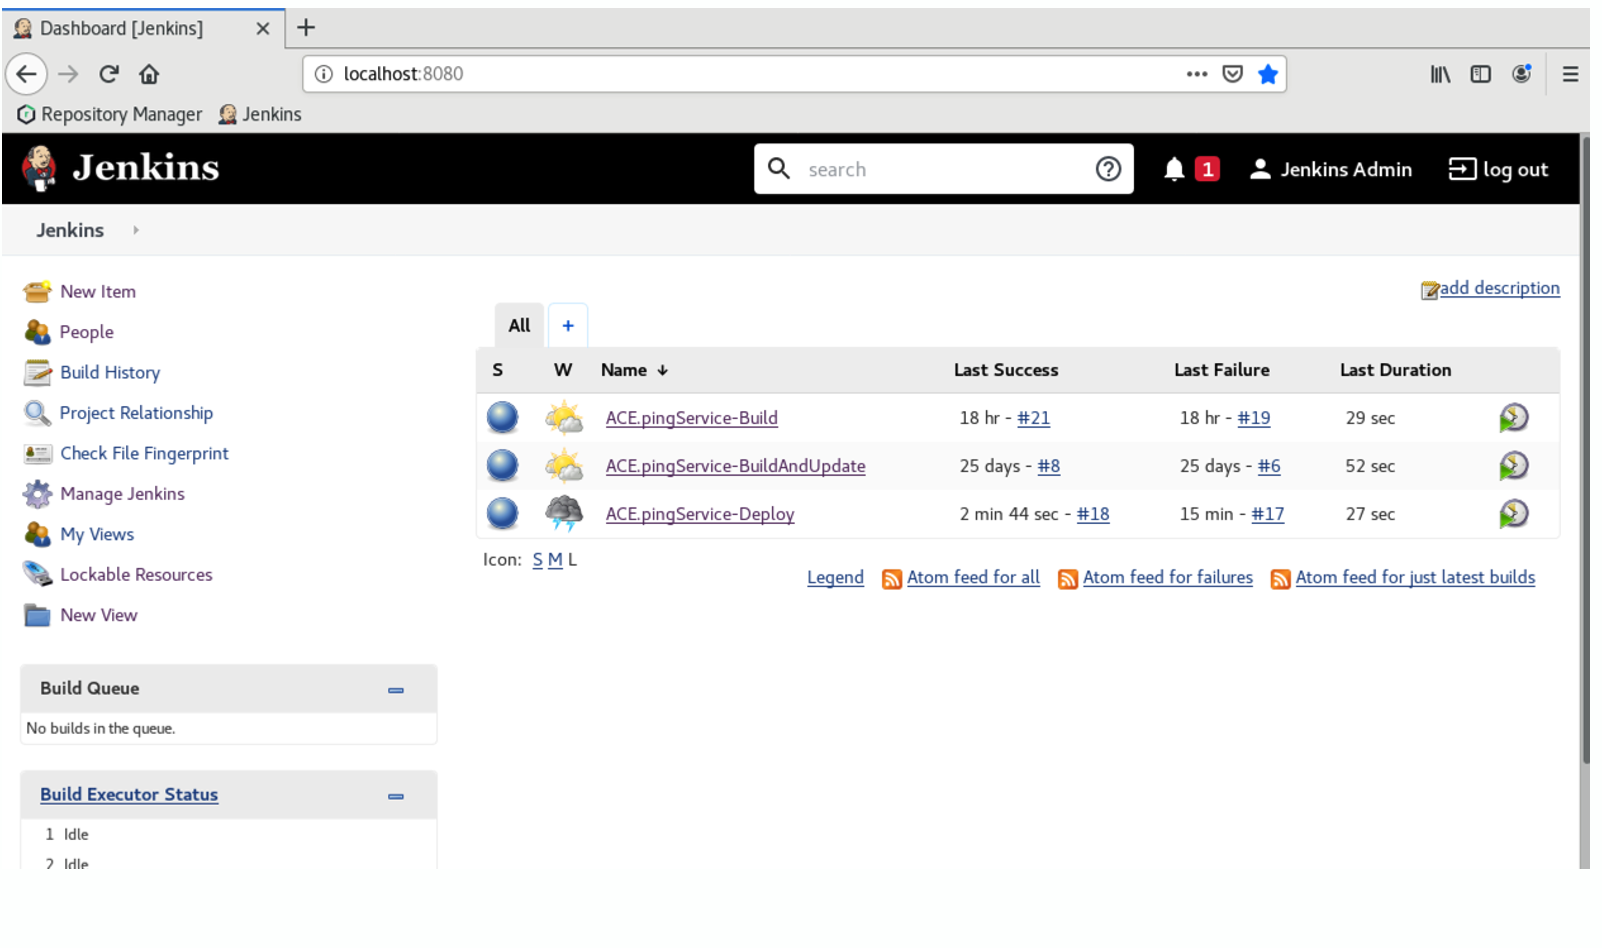 Dashboard [Jenkins]
localhost:8080
Repository Manager Jenkins
Jenkins
search
1
Jenkins Admin
log out
Jenkins
New Item
People
Build History
Project Relationship
Check File Fingerprint
Manage Jenkins
My Views
Lockable Resources
New View
Build Queue
No builds in the queue.
Build Executor Status
1 Idle
2 Idle
add description
All +
S W Name ↓ Last Success Last Failure Last Duration
ACE.pingService-Build 18 hr - #21 18 hr - #19 29 sec
ACE.pingService-BuildAndUpdate 25 days - #8 25 days - #6 52 sec
ACE.pingService-Deploy 2 min 44 sec - #18 15 min - #17 27 sec
Icon: S M L
Legend Atom feed for all Atom feed for failures Atom feed for just latest builds